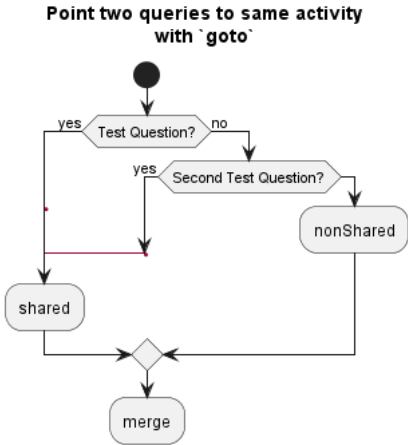 Point two queries to same activity
with `goto`
yes
Test Question?
no
yes
Second Test Question?
nonShared
shared
merge